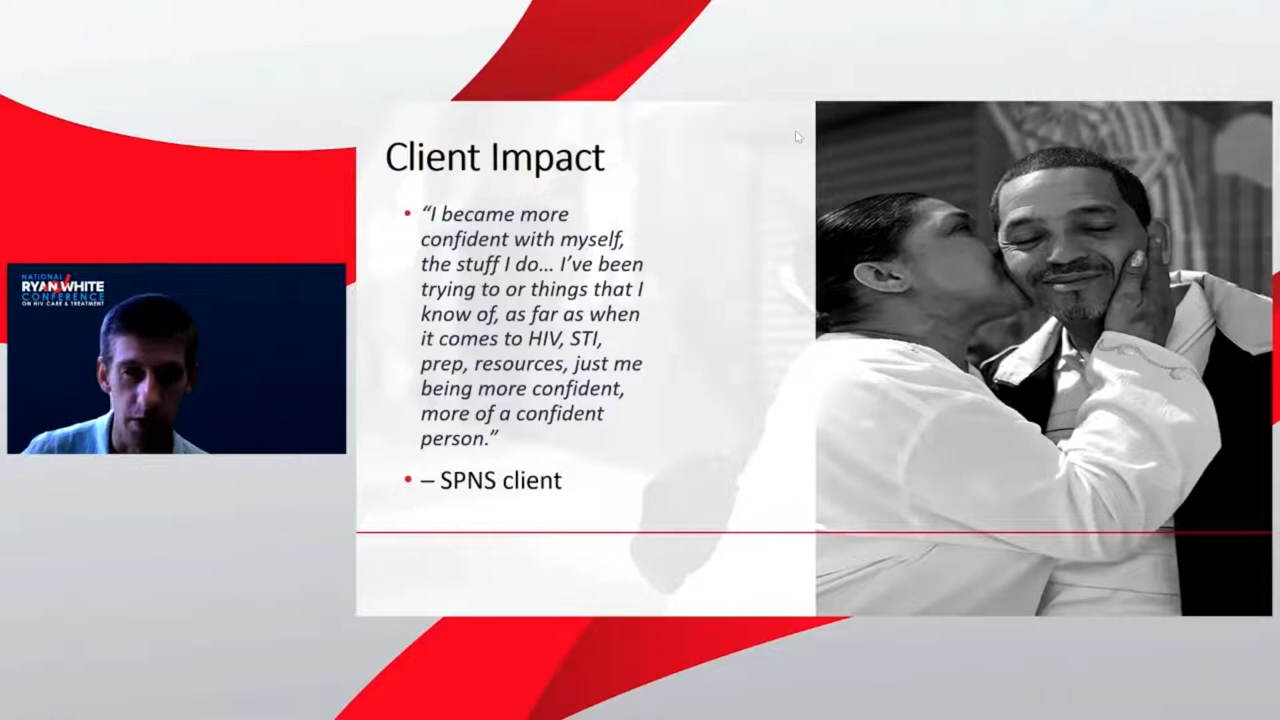 NATIONAL
RYAN WHITE
CONFERENCE
ON HIV CARE & TREATMENT
Client Impact
• “I became more
confident with myself,
the stuff I do... I’ve been
trying to or things that I
know of, as far as when
it comes to HIV, STI,
prep, resources, just me
being more confident,
more of a confident
person.”
• – SPNS client